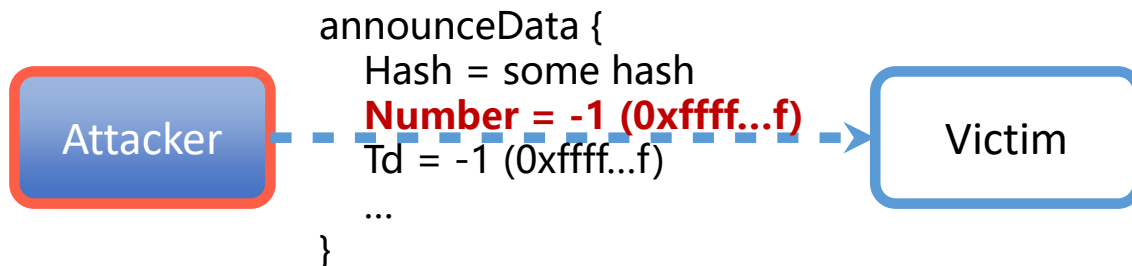 announceData {
Hash = some hash
Number = -1 (0xffff...f)
Attacker
Victim
Td = -1 (0xffff...f)
...
}